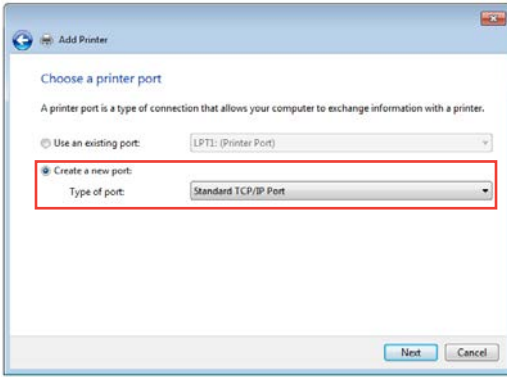 Add Printer
Choose a printer port
A printer port is a type of connection that allows your computer to exchange information with a printer.
Use an existing port: LPT1: (Printer Port)
Create a new port:
Type of port: Standard TCP/IP Port
Next Cancel